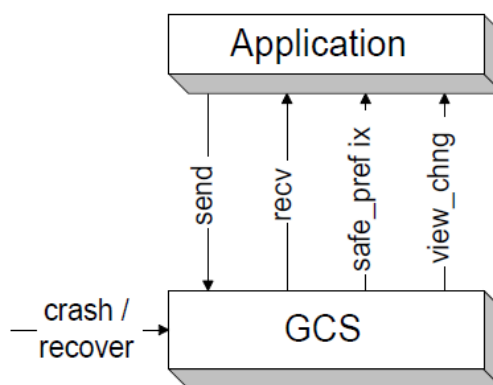 Application
send
recv
safe_pref ix
view_chng
crash /
recover
GCS